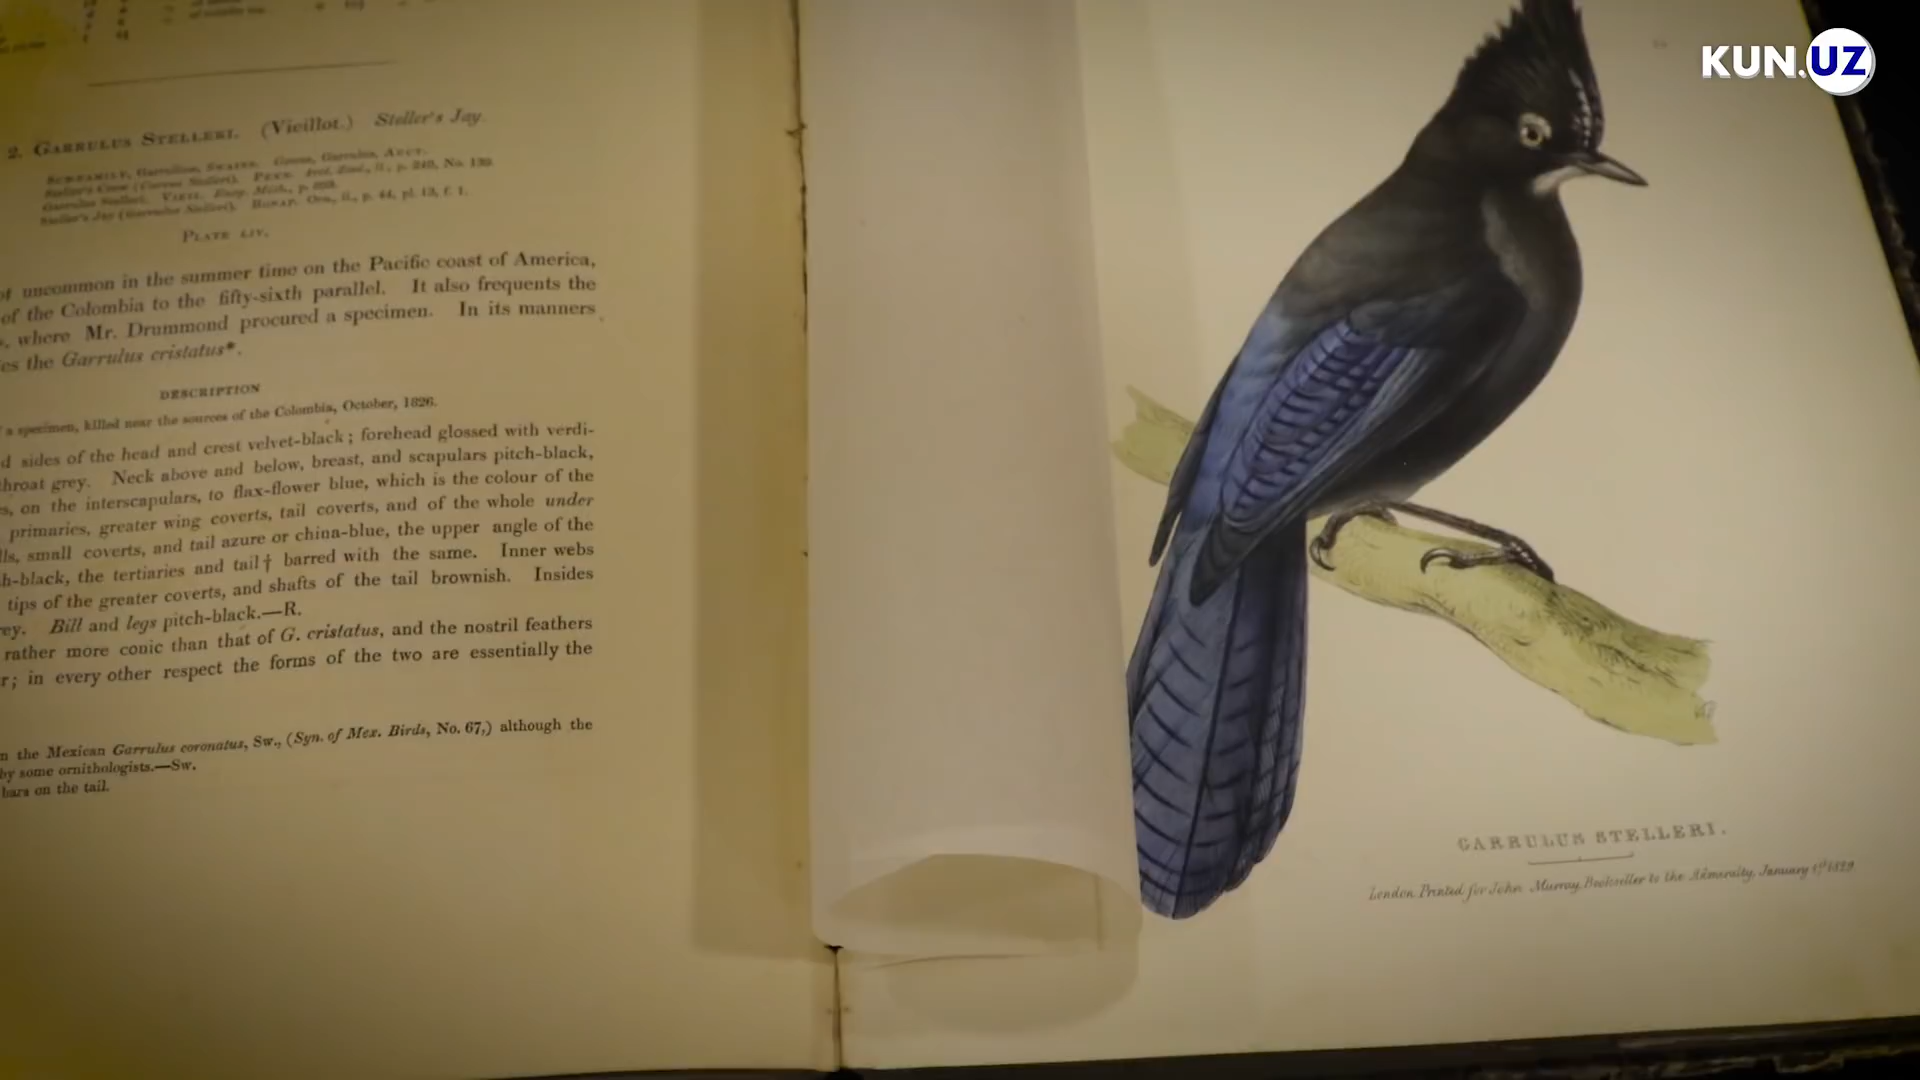 KUN.UZ
2. GARRULUS STELLERI. (Vieillot.) Steller's Jay.
SUB-FAMILY, Garrulinæ, SWAINS. Genus, Garrulus, AUCT.
Steller's Crow (Corvus Stelleri). PENN. Arct. Zool., ii., p. 246, No. 139.
Garrulus Stelleri. VIEIL. Ency. Méth., p.
Steller's Jay (Garrulus Stelleri). BONAP. Orn., ii., p. 44, pl. 13, f. 1.
PLATE LIV.
uncommon in the summer time on the Pacific coast of America,
of the Colombia to the fifty-sixth parallel. It also frequents the
where Mr. Drummond procured a specimen. In its manners
es the Garrulus cristatus*.
DESCRIPTION
a specimen, killed near the sources of the Colombia, October, 1826.
d sides of the head and crest velvet-black; forehead glossed with verdi-
throat grey. Neck above and below, breast, and scapulars pitch-black,
s, on the interscapulars, to flax-flower blue, which is the colour of the
primaries, greater wing coverts, tail coverts, and of the whole under
lls, small coverts, and tail azure or china-blue, the upper angle of the
h-black, the tertiaries and tail† barred with the same. Inner webs
tips of the greater coverts, and shafts of the tail brownish. Insides
ey. Bill and legs pitch-black.—R.
rather more conic than that of G. cristatus, and the nostril feathers
r; in every other respect the forms of the two are essentially the
n the Mexican Garrulus coronatus, Sw., (Syn. of Mex. Birds, No. 67,) although the
by some ornithologists.—Sw.
bars on the tail.
GARRULUS STELLERI.
London, Printed for John Murray, Bookseller to the Admiralty, January 1st 1829